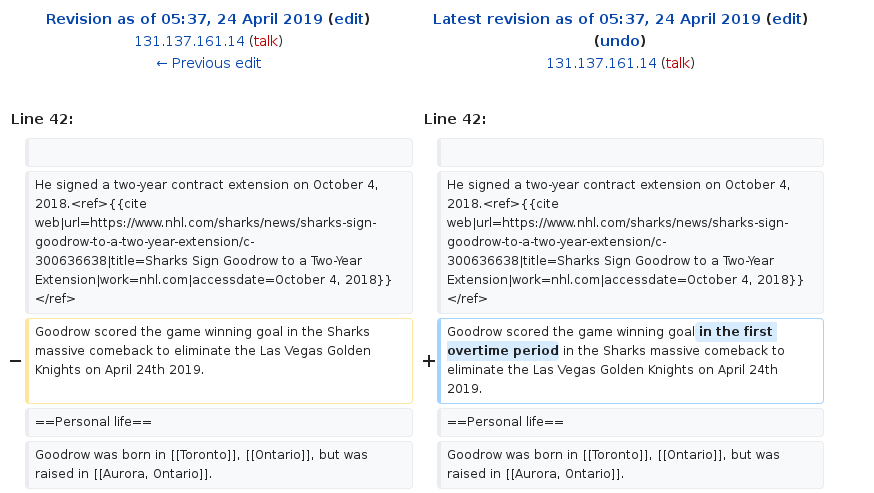 Revision as of 05:37, 24 April 2019 (edit)
131.137.161.14 (talk)
← Previous edit
Latest revision as of 05:37, 24 April 2019 (edit)
(undo)
131.137.161.14 (talk)
Line 42:
Line 42:
He signed a two-year contract extension on October 4,
2018.<ref>{{cite
web|url=https://www.nhl.com/sharks/news/sharks-sign-
goodrow-to-a-two-year-extension/c-
300636638|title=Sharks Sign Goodrow to a Two-Year
Extension|work=nhl.com|accessdate=October 4, 2018}}
</ref>
He signed a two-year contract extension on October 4,
2018.<ref>{{cite
web|url=https://www.nhl.com/sharks/news/sharks-sign-
goodrow-to-a-two-year-extension/c-
300636638|title=Sharks Sign Goodrow to a Two-Year
Extension|work=nhl.com|accessdate=October 4, 2018}}
</ref>
−
Goodrow scored the game winning goal in the Sharks
massive comeback to eliminate the Las Vegas Golden
Knights on April 24th 2019.
+
Goodrow scored the game winning goal in the first
overtime period in the Sharks massive comeback to
eliminate the Las Vegas Golden Knights on April 24th
2019.
==Personal life==
==Personal life==
Goodrow was born in [[Toronto]], [[Ontario]], but was
raised in [[Aurora, Ontario]].
Goodrow was born in [[Toronto]], [[Ontario]], but was
raised in [[Aurora, Ontario]].